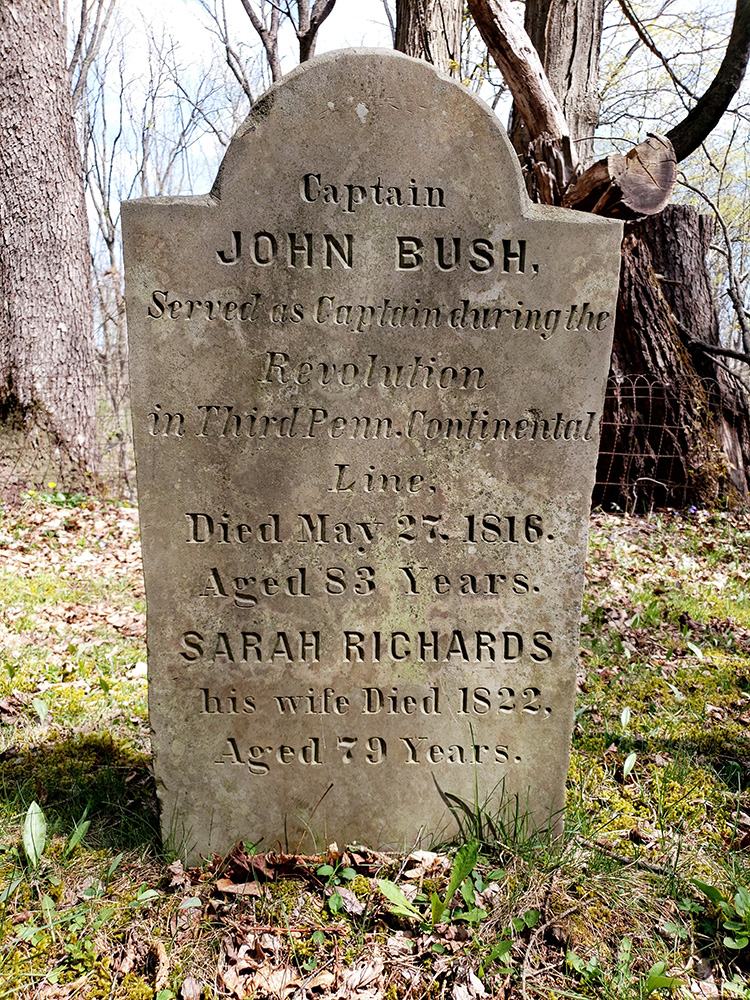 Captain
JOHN BUSH,
Served as Captain during the
Revolution
in Third Penn. Continental
Line.
Died May 27. 1816.
Aged 83 Years.
SARAH RICHARDS
his wife Died 1822,
Aged 79 Years.